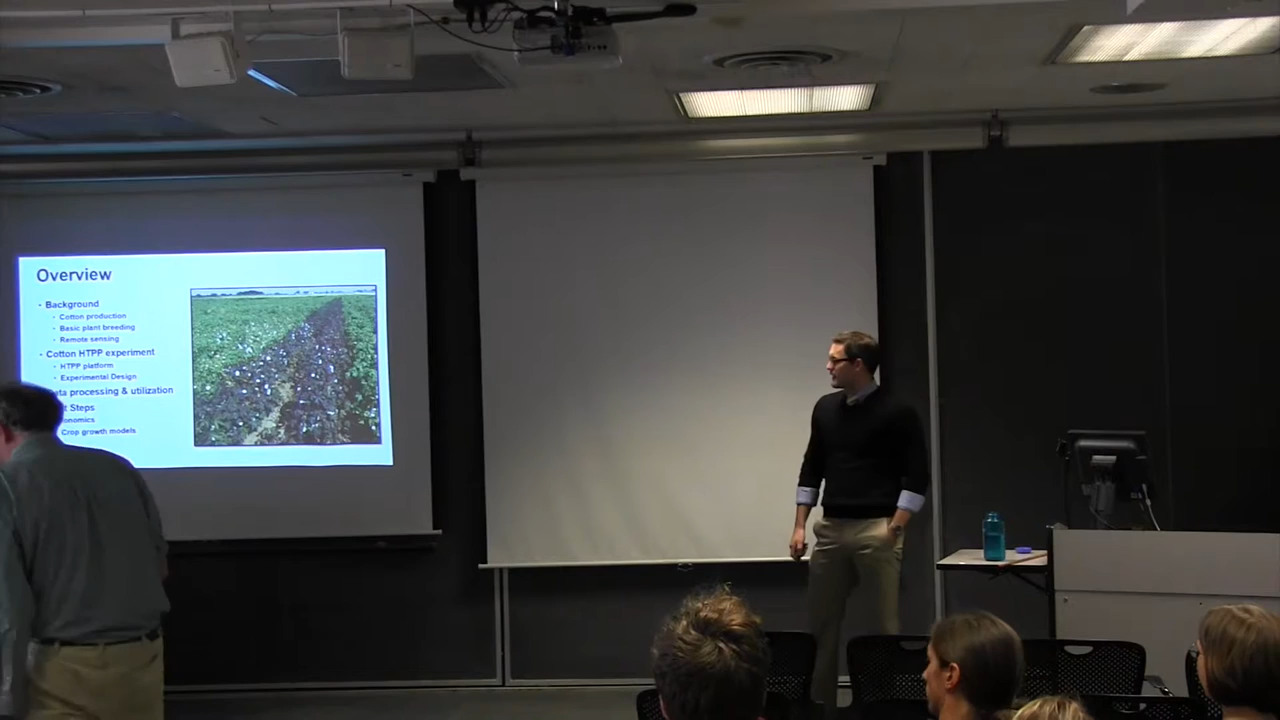 Overview
• Background
• Cotton production
• Basic plant breeding
• Remote sensing
• Cotton HTPP experiment
• HTPP platform
• Experimental Design
ata processing & utilization
t Steps
onomics
Crop growth models